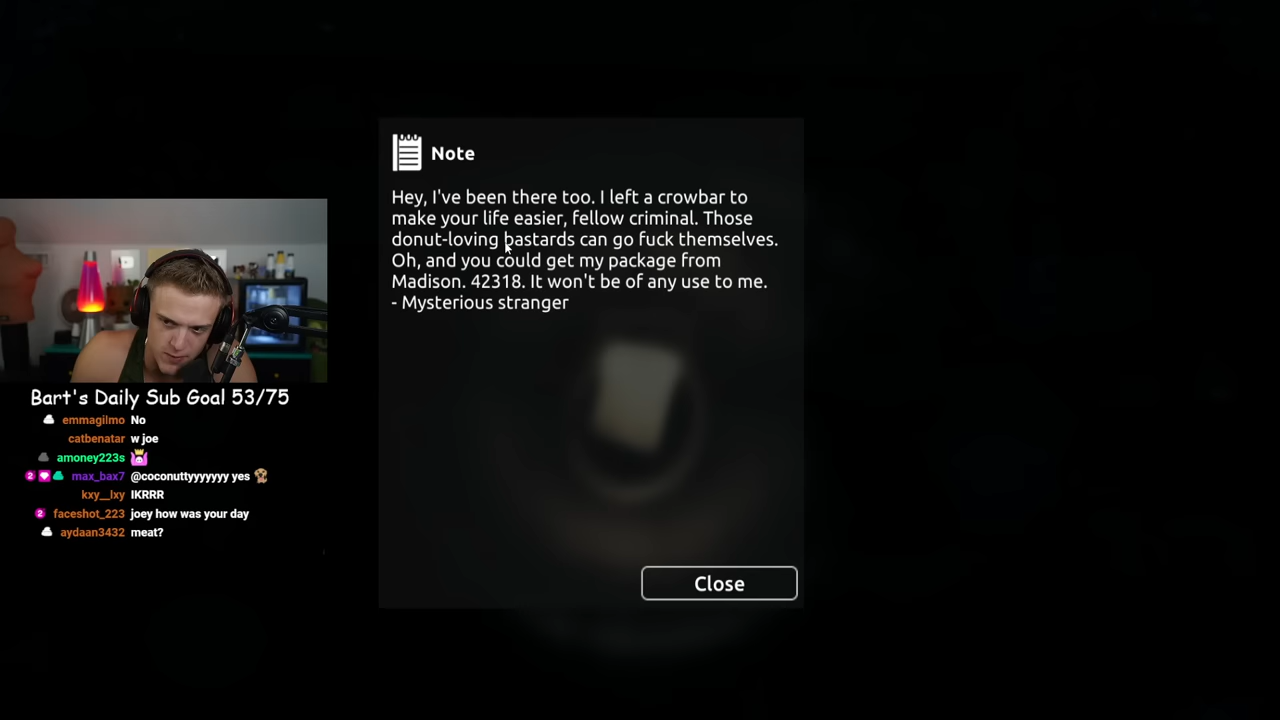 Note
Hey, I've been there too. I left a crowbar to
make your life easier, fellow criminal. Those
donut-loving bastards can go fuck themselves.
Oh, and you could get my package from
Madison. 42318. It won't be of any use to me.
- Mysterious stranger
Close
Bart's Daily Sub Goal 53/75
emmagilmo No
catbenatar w joe
amoney223s
2 max_bax7 @coconuttyyyyyyy yes
kxy__lxy IKRRR
2 faceshot_223 joey how was your day
aydaan3432 meat?